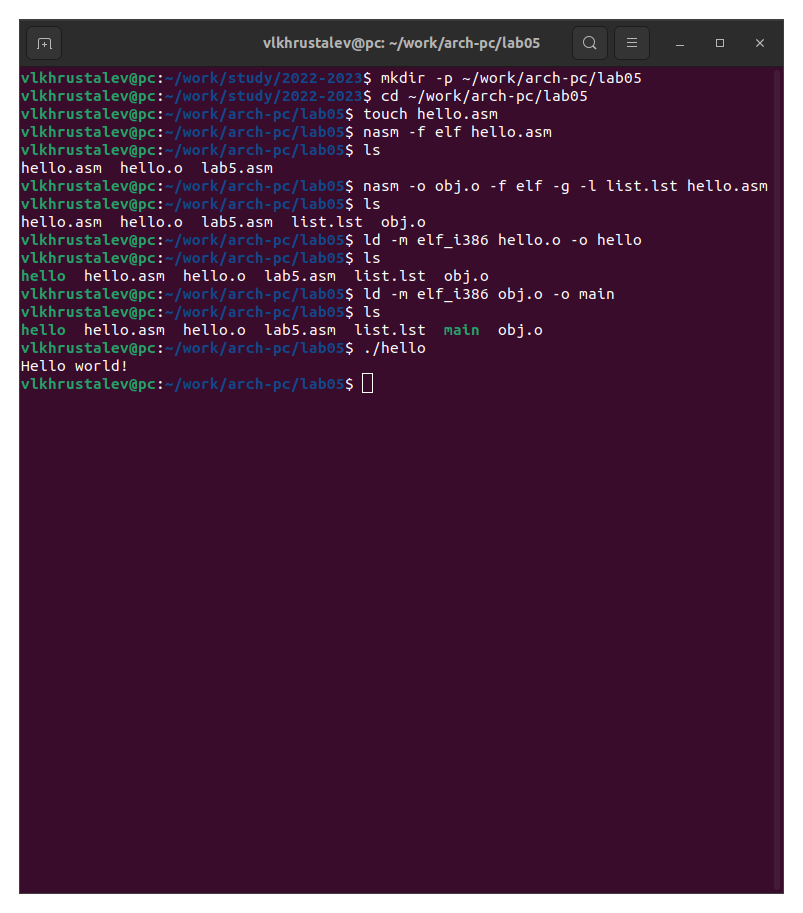 vlkhrustalev@pc: ~/work/arch-pc/lab05
vlkhrustalev@pc:~/work/study/2022-2023$ mkdir -p ~/work/arch-pc/lab05
vlkhrustalev@pc:~/work/study/2022-2023$ cd ~/work/arch-pc/lab05
vlkhrustalev@pc:~/work/arch-pc/lab05$ touch hello.asm
vlkhrustalev@pc:~/work/arch-pc/lab05$ nasm -f elf hello.asm
vlkhrustalev@pc:~/work/arch-pc/lab05$ ls
hello.asm  hello.o  lab5.asm
vlkhrustalev@pc:~/work/arch-pc/lab05$ nasm -o obj.o -f elf -g -l list.lst hello.asm
vlkhrustalev@pc:~/work/arch-pc/lab05$ ls
hello.asm  hello.o  lab5.asm  list.lst  obj.o
vlkhrustalev@pc:~/work/arch-pc/lab05$ ld -m elf_i386 hello.o -o hello
vlkhrustalev@pc:~/work/arch-pc/lab05$ ls
hello  hello.asm  hello.o  lab5.asm  list.lst  obj.o
vlkhrustalev@pc:~/work/arch-pc/lab05$ ld -m elf_i386 obj.o -o main
vlkhrustalev@pc:~/work/arch-pc/lab05$ ls
hello  hello.asm  hello.o  lab5.asm  list.lst  main  obj.o
vlkhrustalev@pc:~/work/arch-pc/lab05$ ./hello
Hello world!
vlkhrustalev@pc:~/work/arch-pc/lab05$